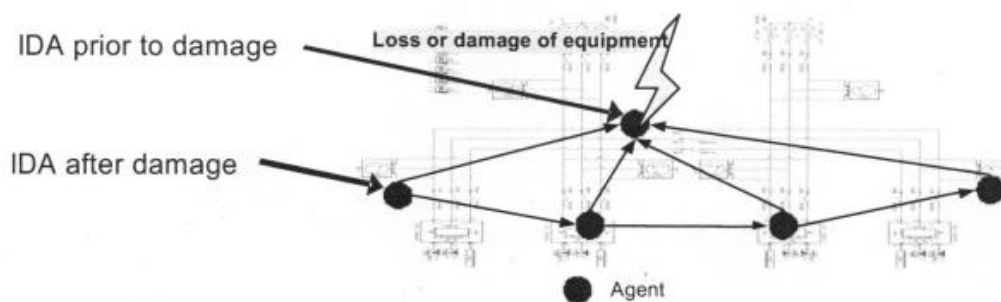 IDA prior to damage
Loss or damage of equipment
IDA after damage
Agent